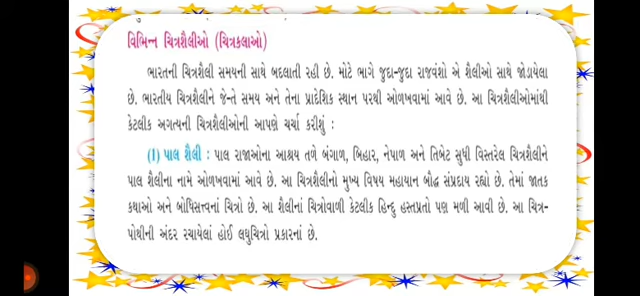 વિભિન્ન ચિત્રશૈલીઓ (ચિત્રકલાઓ)
ભારતની ચિત્રશૈલી સમયની સાથે બદલાતી રહી છે. મોટે ભાગે જુદા-જુદા રાજવંશો એ શૈલીઓ સાથે જોડાયેલા
છે. ભારતીય ચિત્રશૈલીને જે-તે સમય અને તેના પ્રાદેશિક સ્થાન પરથી ઓળખવામાં આવે છે. આ ચિત્રશૈલીઓમાંથી
કેટલીક અગત્યની ચિત્રશૈલીઓની આપણે ચર્ચા કરીશું :
(1) પાલ શૈલી : પાલ રાજાઓના આશ્રય તળે બંગાળ, બિહાર, નેપાળ અને તિબેટ સુધી વિસ્તરેલ ચિત્રશૈલીને
પાલ શૈલીના નામે ઓળખવામાં આવે છે. આ ચિત્રશૈલીનો મુખ્ય વિષય મહાયાન બૌદ્ધ સંપ્રદાય રહ્યો છે. તેમાં જાતક
કથાઓ અને બોધિસત્ત્વનાં ચિત્રો છે. આ શૈલીનાં ચિત્રોવાળી કેટલીક હિન્દુ હસ્તપ્રતો પણ મળી આવી છે. આ ચિત્ર-
પોથીની અંદર રચાયેલાં હોઈ લઘુચિત્રો પ્રકારનાં છે.